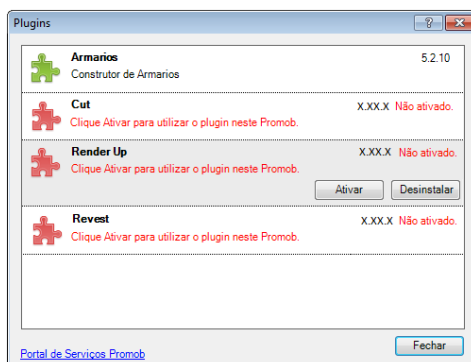 Plugins
Armarios 5.2.10
Construtor de Armarios
Cut X.XX.X Não ativado.
Clique Ativar para utilizar o plugin neste Promob.
Render Up X.XX.X Não ativado.
Clique Ativar para utilizar o plugin neste Promob.
Ativar Desinstalar
Revest X.XX.X Não ativado.
Clique Ativar para utilizar o plugin neste Promob.
Portal de Serviços Promob Fechar